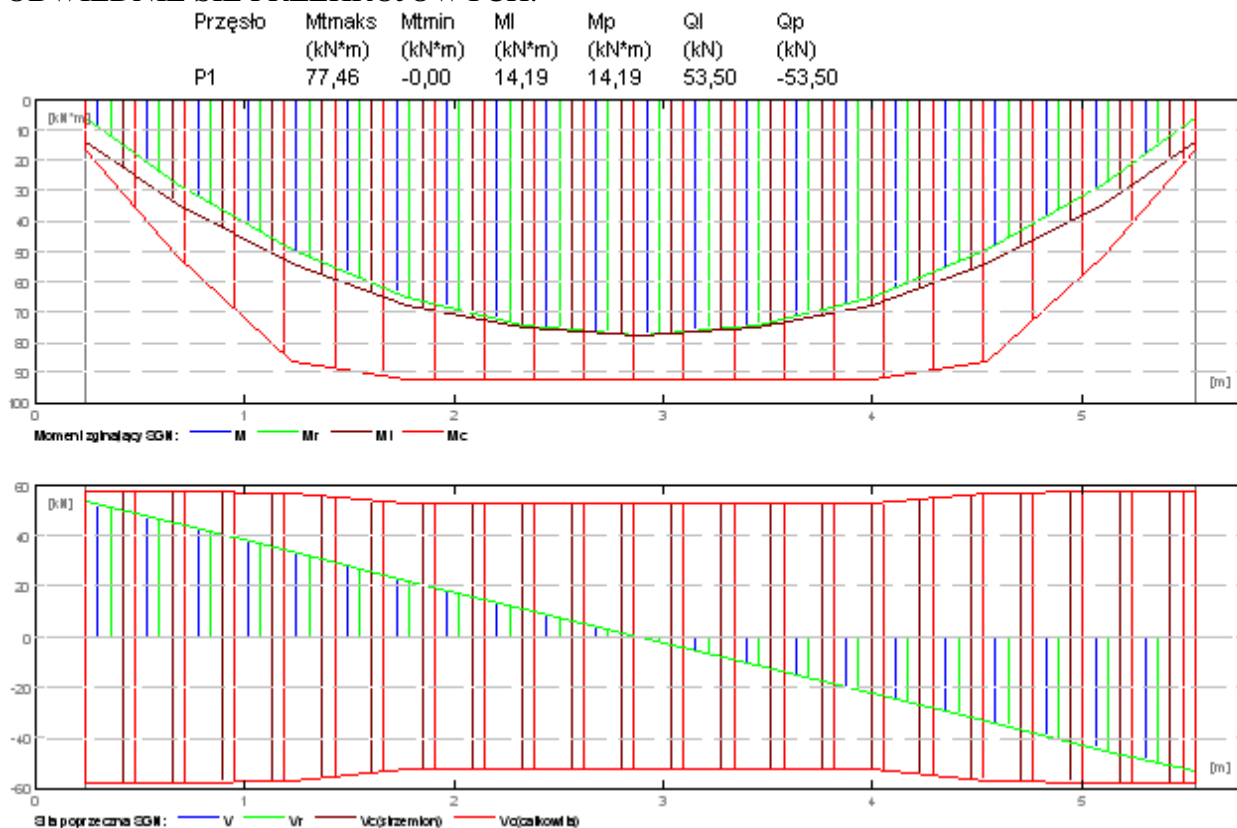 Przęsło Mtmaks Mtmin Ml Mp Ql Qp
(kN*m) (kN*m) (kN*m) (kN*m) (kN) (kN)
P1 77,46 -0,00 14,19 14,19 53,50 -53,50
0
[kN*m]
10
20
30
40
50
60
70
80
90
100
[m]
0 1 2 3 4 5
Moment zginający SGN: M Mr Ml Mc
60
[kN]
40
20
0
-20
-40
[m]
-60
0 1 2 3 4 5
Siła poprzeczna SGN: V Vr Vc(strzemion) Vc(całkowita)